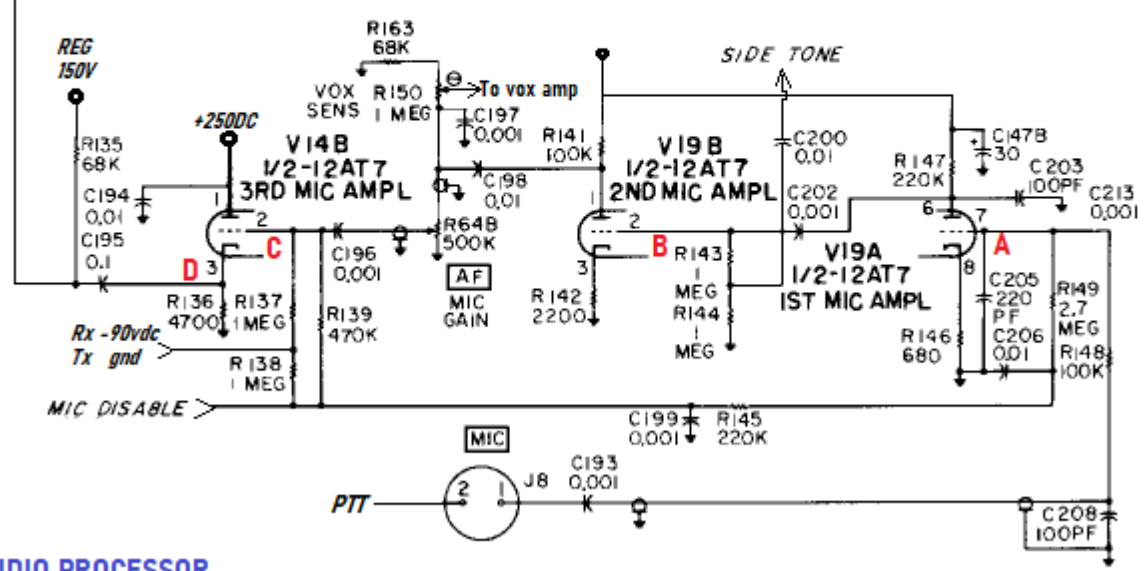 REG
150V
R135
68K
+250DC
C194
0,01
C195
0.1
V14B
1/2-12AT7
3RD MIC AMPL
1
2
3
C
D
R163
68K
VOX
SENS
R150
1 MEG
To vox amp
C197
0,001
C198
0,01
R64B
500K
AF
MIC
GAIN
C196
0,001
R136
4700
R137
1 MEG
R138
1 MEG
R139
470K
Rx -90vdc
Tx gnd
MIC DISABLE
R141
100K
V19B
1/2-12AT7
2ND MIC AMPL
1
2
3
B
R142
2200
R143
1
MEG
R144
1
MEG
SIDE TONE
C200
0.01
C202
0,001
R147
220K
+
C147B
30
C203
100PF
C213
0,001
6
7
8
A
V19A
1/2-12AT7
1ST MIC AMPL
R146
680
C205
220
PF
C206
0.01
R149
2.7
MEG
R148
100K
C199
0,001
R145
220K
MIC
2
1
J8
C193
0,001
PTT
C208
100PF